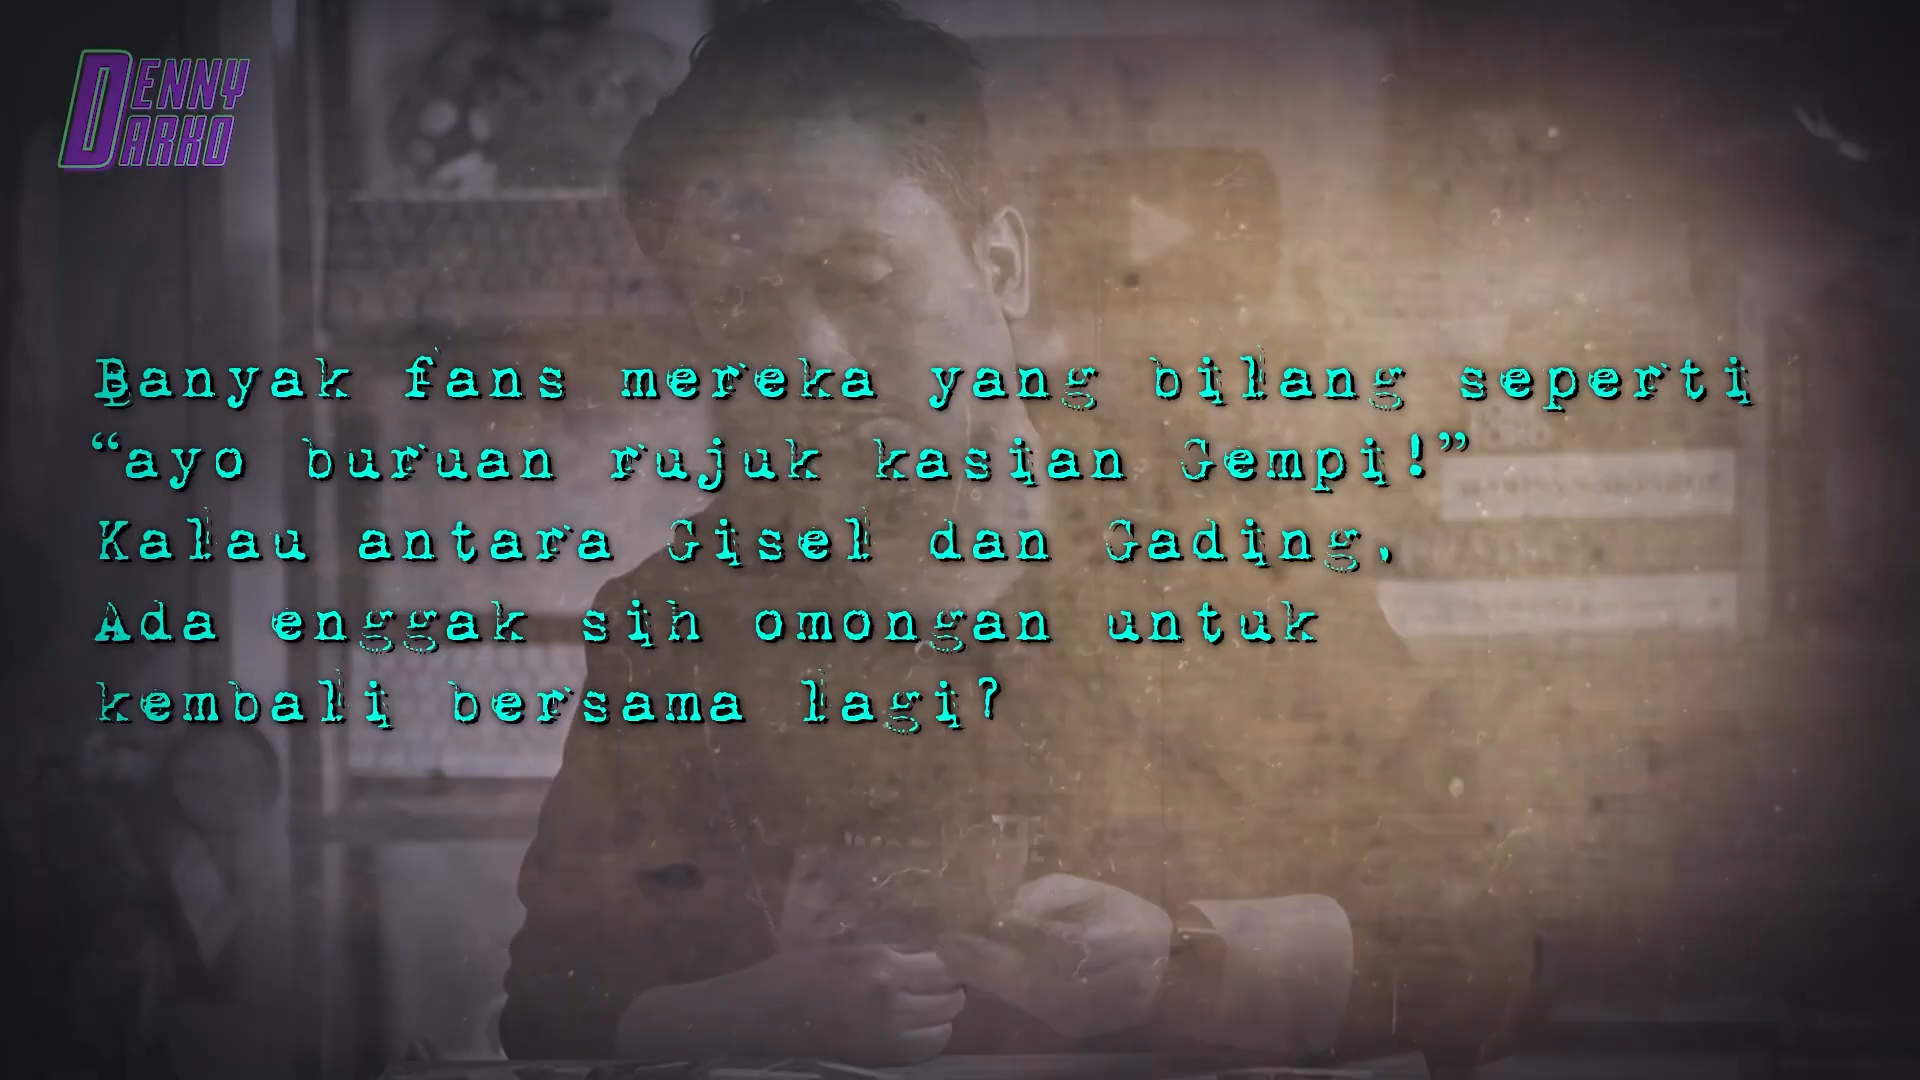 DENNY
DARKO
Banyak fans mereka yang bilang seperti
“ayo buruan rujuk kasian Gempi!”
Kalau antara Gisel dan Gading,
Ada enggak sih omongan untuk
kembali bersama lagi?